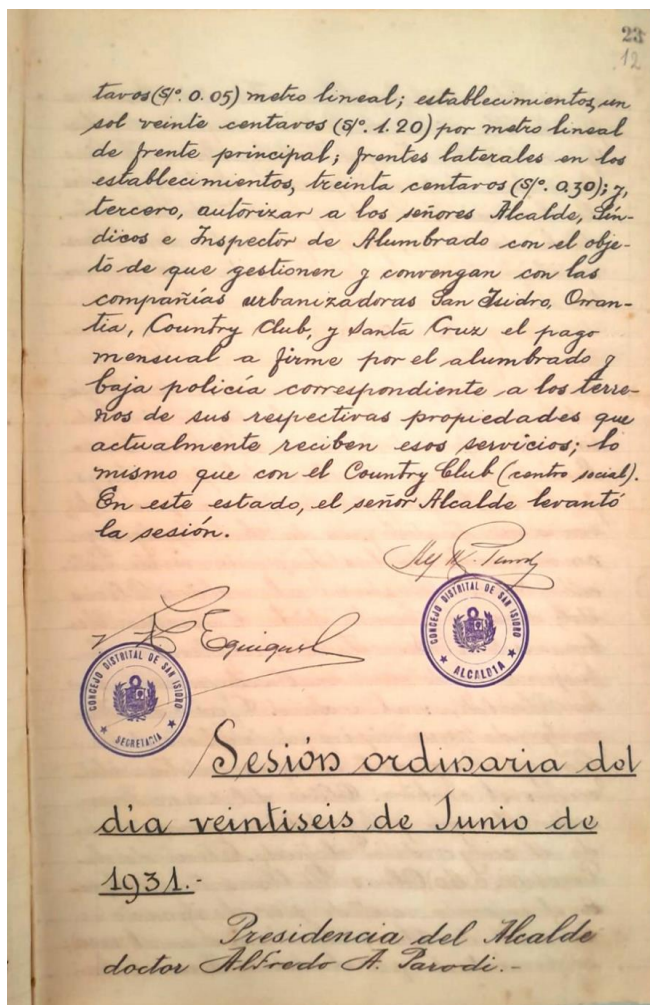 23
12
tavos (S/º. 0.05) metro lineal; establecimientos, un
sol veinte centavos (S/º. 1.20) por metro lineal
de frente principal; frentes laterales en los
establecimientos, treinta centavos (S/º. 0.30); y,
tercero, autorizar a los señores Alcalde, Sín-
dicos e Inspector de Alumbrado con el obje-
to de que gestionen y convengan con las
compañías urbanizadoras San Isidro, Orran-
tia, Country Club, y Santa Cruz el pago
mensual a firme por el alumbrado y
baja policía correspondiente a los terre-
nos de sus respectivas propiedades que
actualmente reciben esos servicios; lo
mismo que con el Country Club (centro social).
En este estado, el señor Alcalde levantó
la sesión.
CONCEJO DISTRITAL DE SAN ISIDRO
ALCALDIA
CONCEJO DISTRITAL DE SAN ISIDRO
SECRETARIA
Sesión ordinaria del
día veintiseis de Junio de
1931.-
Presidencia del Alcalde
doctor Alfredo A. Parodi.-